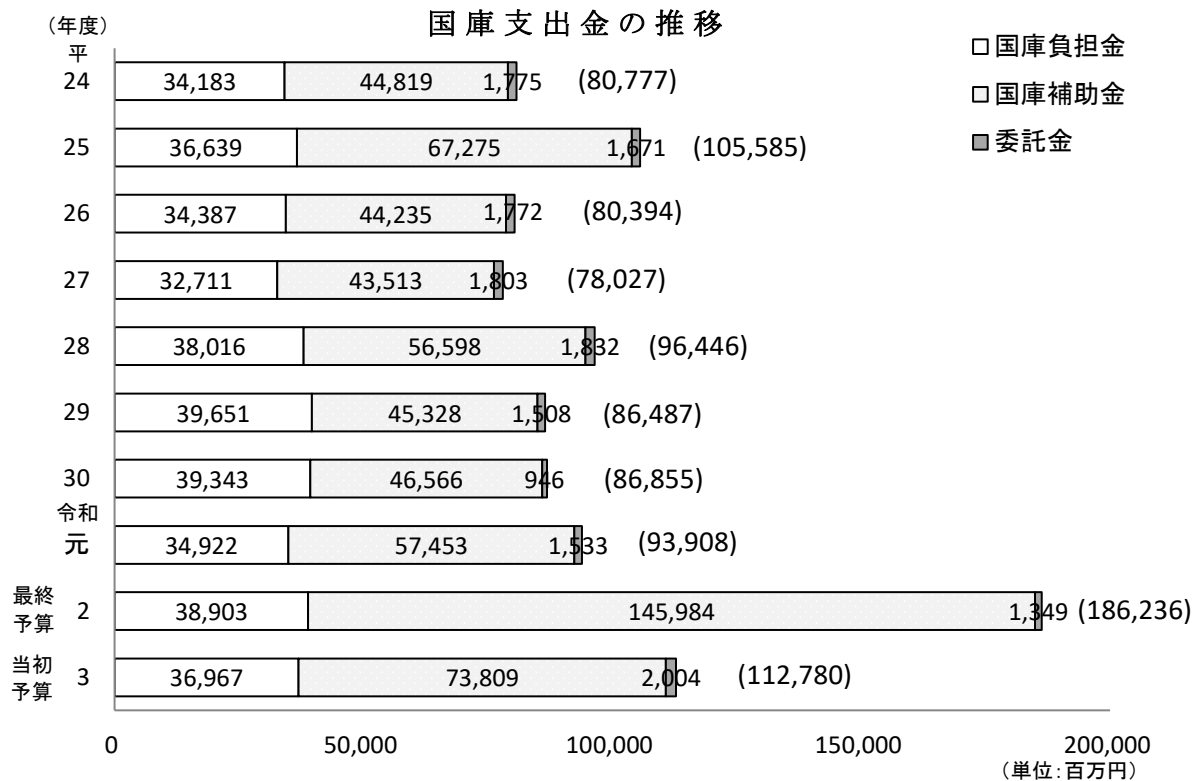 国庫支出金の推移
(年度)
□国庫負担金
□国庫補助金
■委託金
平
24 34,183 44,819 1,775 (80,777)
25 36,639 67,275 1,671 (105,585)
26 34,387 44,235 1,772 (80,394)
27 32,711 43,513 1,803 (78,027)
28 38,016 56,598 1,832 (96,446)
29 39,651 45,328 1,508 (86,487)
30 39,343 46,566 946 (86,855)
令和
元 34,922 57,453 1,533 (93,908)
最終
予算 2 38,903 145,984 1,349 (186,236)
当初
予算 3 36,967 73,809 2,004 (112,780)
0 50,000 100,000 150,000 200,000
(単位:百万円)